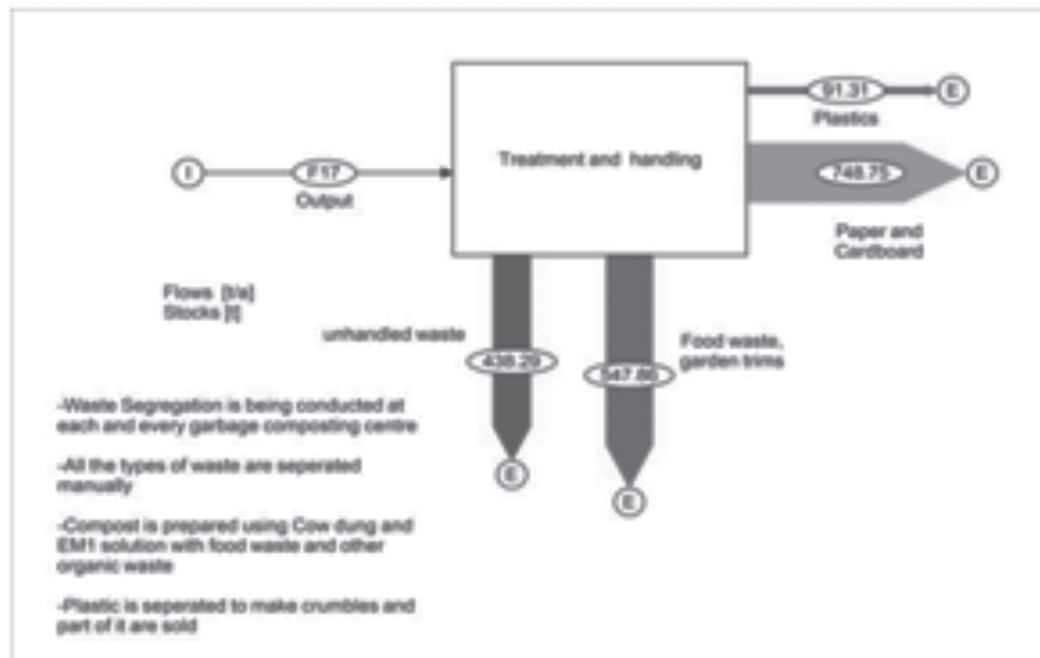 91.31
E
Plastics
Treatment and handling
I
F17
Output
748.75
E
Paper and
Cardboard
Flows [t/a]
Stocks [t]
unhandled waste
438.29
E
Food waste,
garden trims
547.86
E
-Waste Segregation is being conducted at
each and every garbage composting centre
-All the types of waste are seperated
manually
-Compost is prepared using Cow dung and
EM1 solution with food waste and other
organic waste
-Plastic is seperated to make crumbles and
part of it are sold